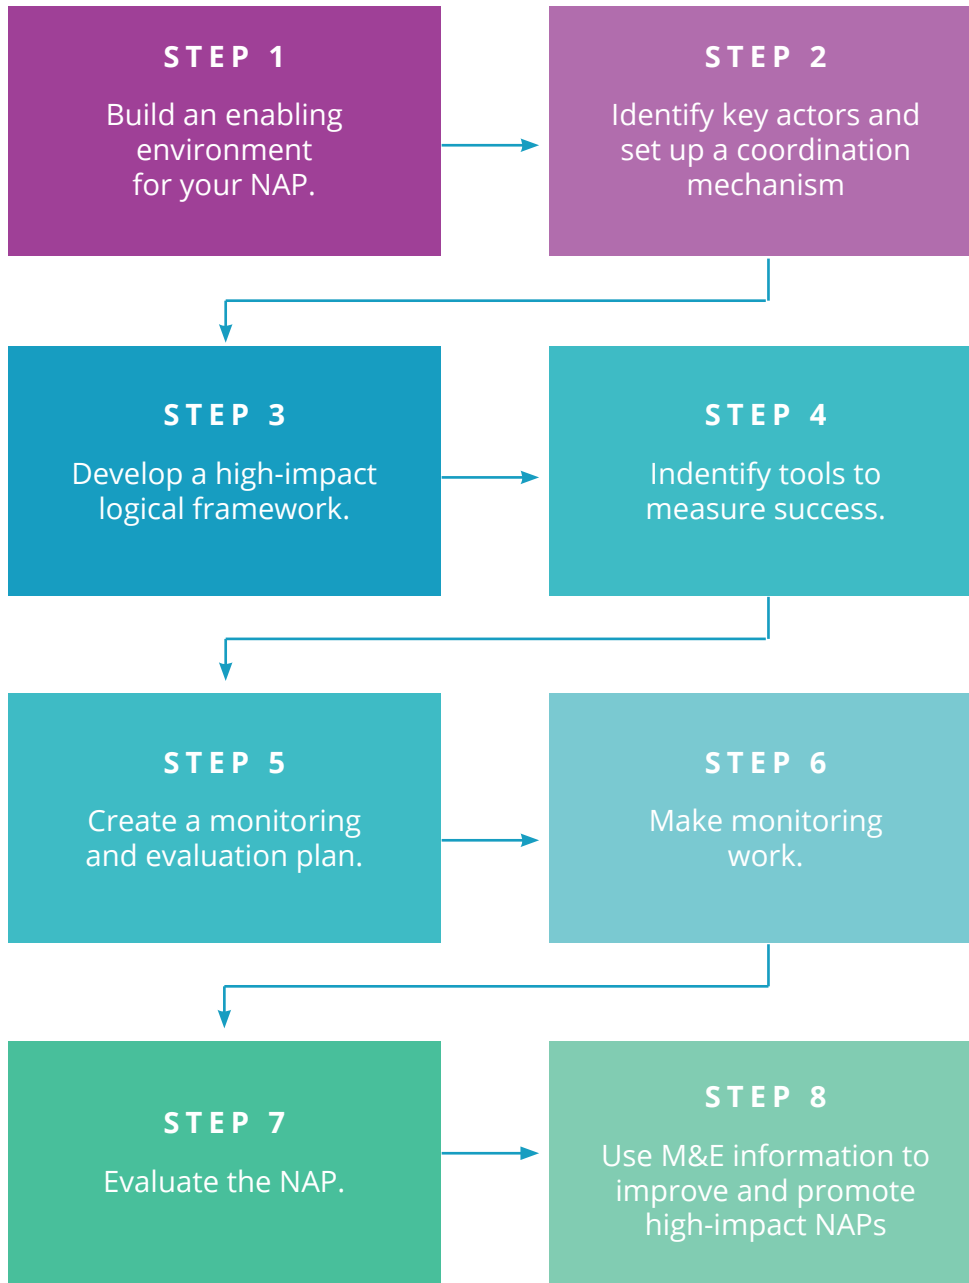 STEP 1
Build an enabling
environment
for your NAP.
STEP 2
Identify key actors and
set up a coordination
mechanism
STEP 3
Develop a high-impact
logical framework.
STEP 4
Indentify tools to
measure success.
STEP 5
Create a monitoring
and evaluation plan.
STEP 6
Make monitoring
work.
STEP 7
Evaluate the NAP.
STEP 8
Use M&E information to
improve and promote
high-impact NAPs